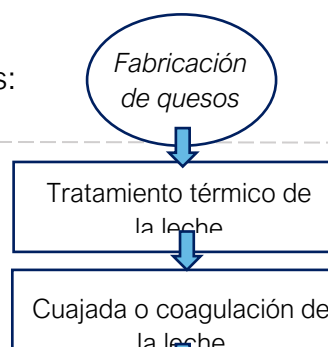 s:
Fabricación
de quesos
Tratamiento térmico de
la leche
Cuajada o coagulación de
la leche